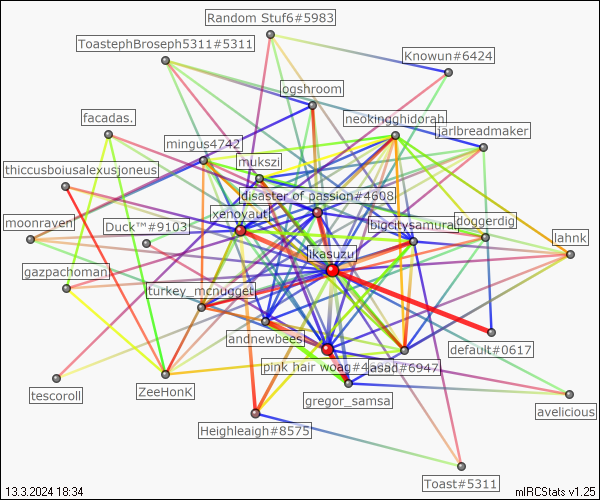 Random Stuf6#5983
ToastephBroseph5311#5311
Knowun#6424
ogshroom
facadas.
neokingghidorah
jarlbreadmaker
mingus4742
mukszi
thiccusboiusalexusjoneus
disaster of passion#4608
xenoyaut
moonraven
Duck™#9103
bigcitysamurai
doggerdig
lahnk
ikasuzu
gazpachoman
turkey_mcnugget
andnewbees
default#0617
pink hair woag#4
asad#6947
tescoroll
ZeeHonK
gregor_samsa
avelicious
Heighleaigh#8575
Toast#5311
13.3.2024 18:34
mIRCStats v1.25